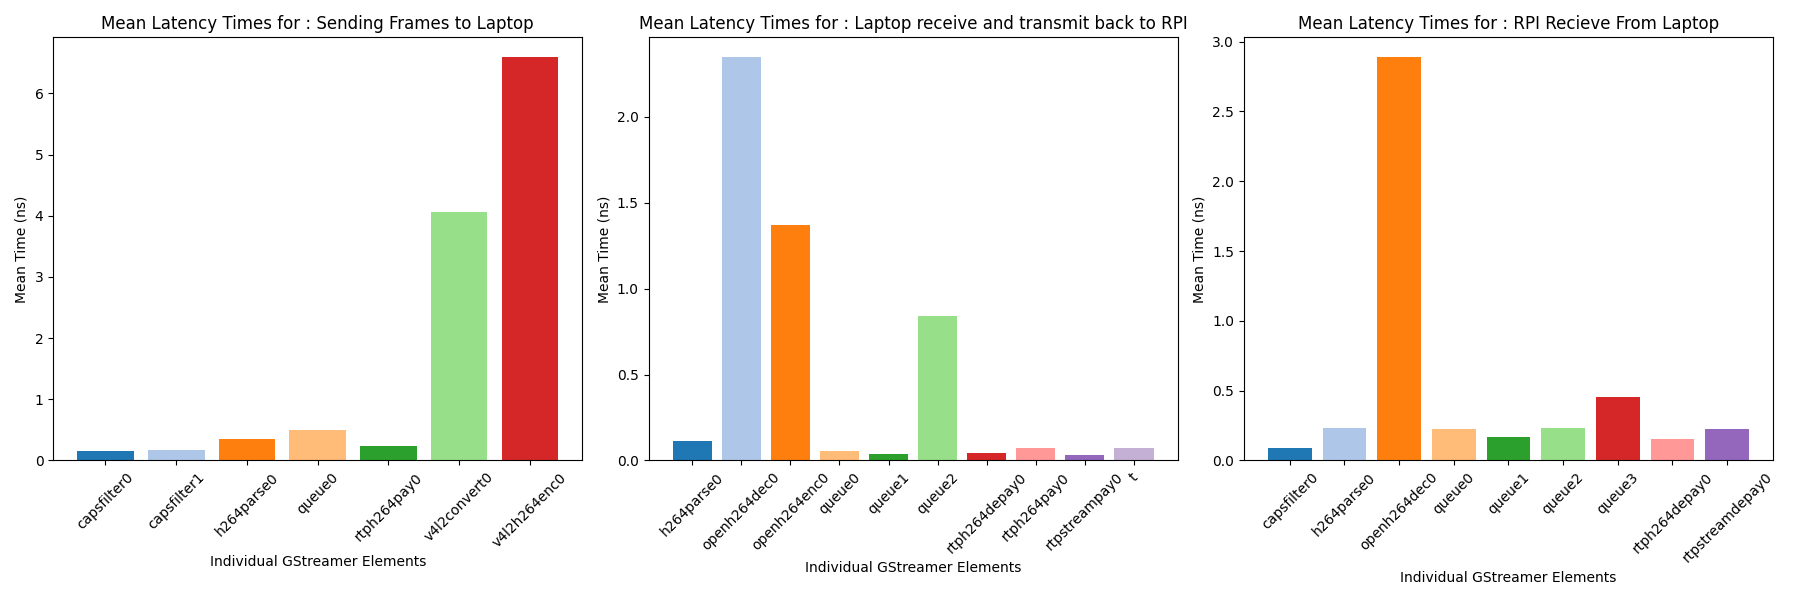 Mean Latency Times for : Sending Frames to Laptop
Mean Time (ns)
6
5
4
3
2
1
0
capsfilter0
capsfilter1
h264parse0
queue0
rtph264pay0
v4l2convert0
v4l2h264enc0
Individual GStreamer Elements
Mean Latency Times for : Laptop receive and transmit back to RPI
Mean Time (ns)
2.0
1.5
1.0
0.5
0.0
h264parse0
openh264dec0
openh264enc0
queue0
queue1
queue2
rtph264depay0
rtph264pay0
rtpstreampay0
t
Individual GStreamer Elements
Mean Latency Times for : RPI Recieve From Laptop
Mean Time (ns)
3.0
2.5
2.0
1.5
1.0
0.5
0.0
capsfilter0
h264parse0
openh264dec0
queue0
queue1
queue2
queue3
rtph264depay0
rtpstreamdepay0
Individual GStreamer Elements